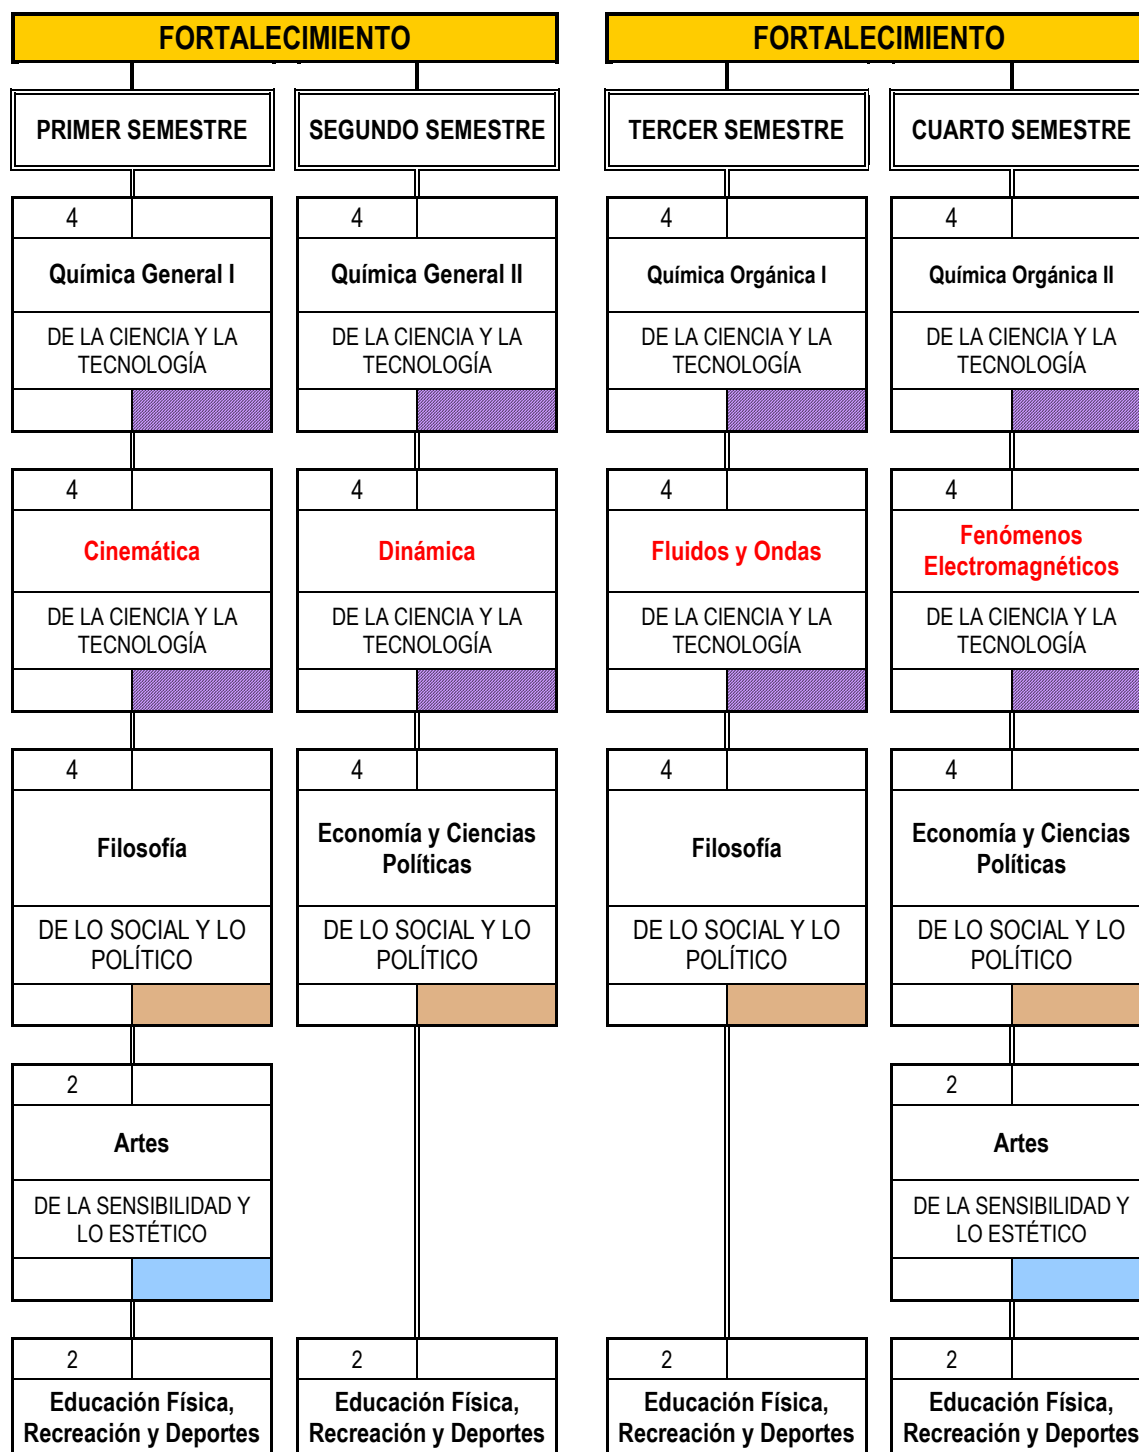 FORTALECIMIENTO
FORTALECIMIENTO
PRIMER SEMESTRE
SEGUNDO SEMESTRE
TERCER SEMESTRE
CUARTO SEMESTRE
4
4
4
4
Química General I
Química General II
Química Orgánica I
Química Orgánica II
DE LA CIENCIA Y LA
TECNOLOGÍA
DE LA CIENCIA Y LA
TECNOLOGÍA
DE LA CIENCIA Y LA
TECNOLOGÍA
DE LA CIENCIA Y LA
TECNOLOGÍA
4
4
4
4
Cinemática
Dinámica
Fluidos y Ondas
Fenómenos
Electromagnéticos
DE LA CIENCIA Y LA
TECNOLOGÍA
DE LA CIENCIA Y LA
TECNOLOGÍA
DE LA CIENCIA Y LA
TECNOLOGÍA
DE LA CIENCIA Y LA
TECNOLOGÍA
4
4
4
4
Filosofía
Economía y Ciencias
Políticas
Filosofía
Economía y Ciencias
Políticas
DE LO SOCIAL Y LO
POLÍTICO
DE LO SOCIAL Y LO
POLÍTICO
DE LO SOCIAL Y LO
POLÍTICO
DE LO SOCIAL Y LO
POLÍTICO
2
2
Artes
Artes
DE LA SENSIBILIDAD Y
LO ESTÉTICO
DE LA SENSIBILIDAD Y
LO ESTÉTICO
2
2
2
2
Educación Física,
Recreación y Deportes
Educación Física,
Recreación y Deportes
Educación Física,
Recreación y Deportes
Educación Física,
Recreación y Deportes